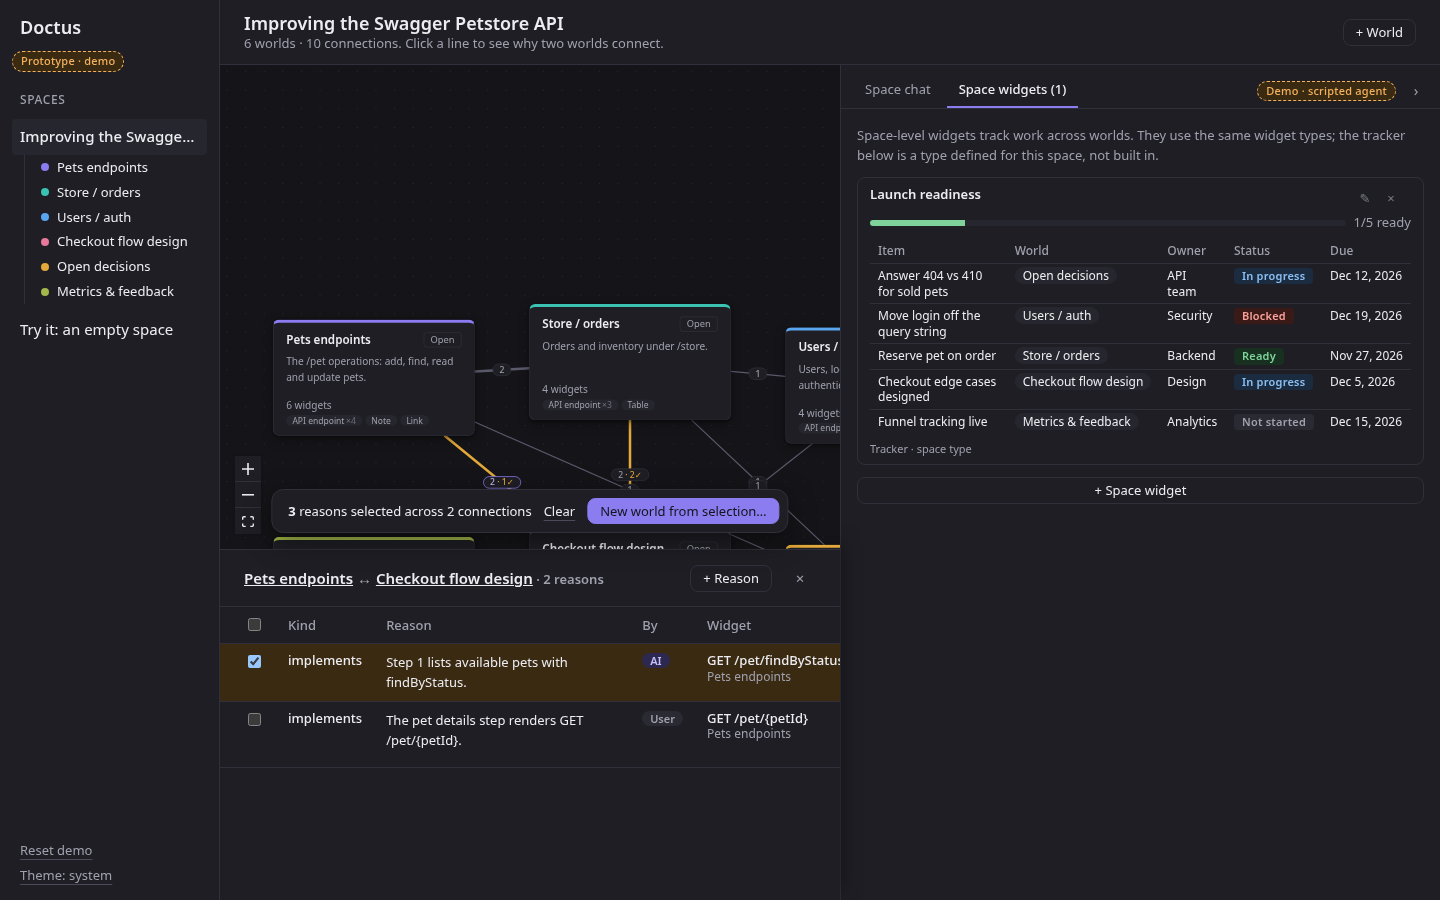 Doctus
Prototype · demo
SPACES
Improving the Swagge...
Pets endpoints
Store / orders
Users / auth
Checkout flow design
Open decisions
Metrics & feedback
Try it: an empty space
Reset demo
Theme: system
Improving the Swagger Petstore API
6 worlds · 10 connections. Click a line to see why two worlds connect.
+ World
Pets endpoints
Open
The /pet operations: add, find, read
and update pets.
6 widgets
API endpoint ×4 Note Link
2
Store / orders
Open
Orders and inventory under /store.
4 widgets
API endpoint ×3 Table
1
Users /
Users, lo
authentic
4 widgets
API endp
2 · 1✓
2 · 2✓
1
3 reasons selected across 2 connections Clear New world from selection...
Checkout flow design Open
Pets endpoints ↔ Checkout flow design · 2 reasons
+ Reason ×
Kind Reason By Widget
implements Step 1 lists available pets with
findByStatus.
AI
GET /pet/findByStatus
Pets endpoints
implements The pet details step renders GET
/pet/{petId}.
User
GET /pet/{petId}
Pets endpoints
Space chat
Space widgets (1)
Demo · scripted agent ›
Space-level widgets track work across worlds. They use the same widget types; the tracker
below is a type defined for this space, not built in.
Launch readiness
✎ ×
1/5 ready
Item World Owner Status Due
Answer 404 vs 410
for sold pets
Open decisions
API
team
In progress
Dec 12, 2026
Move login off the
query string
Users / auth
Security
Blocked
Dec 19, 2026
Reserve pet on order
Store / orders
Backend
Ready
Nov 27, 2026
Checkout edge cases
designed
Checkout flow design
Design
In progress
Dec 5, 2026
Funnel tracking live
Metrics & feedback
Analytics
Not started
Dec 15, 2026
Tracker · space type
+ Space widget